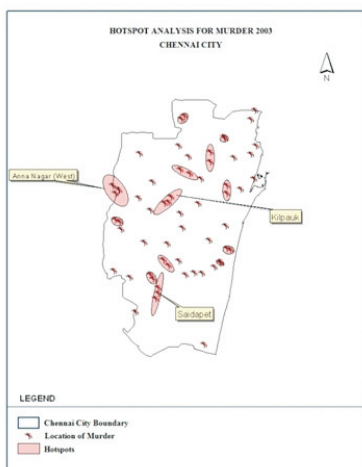 HOTSPOT ANALYSIS FOR MURDER 2003
CHENNAI CITY
N
Anna Nagar (West)
Kilpauk
Saidapet
LEGEND
Chennai City Boundary
Location of Murder
Hotspots